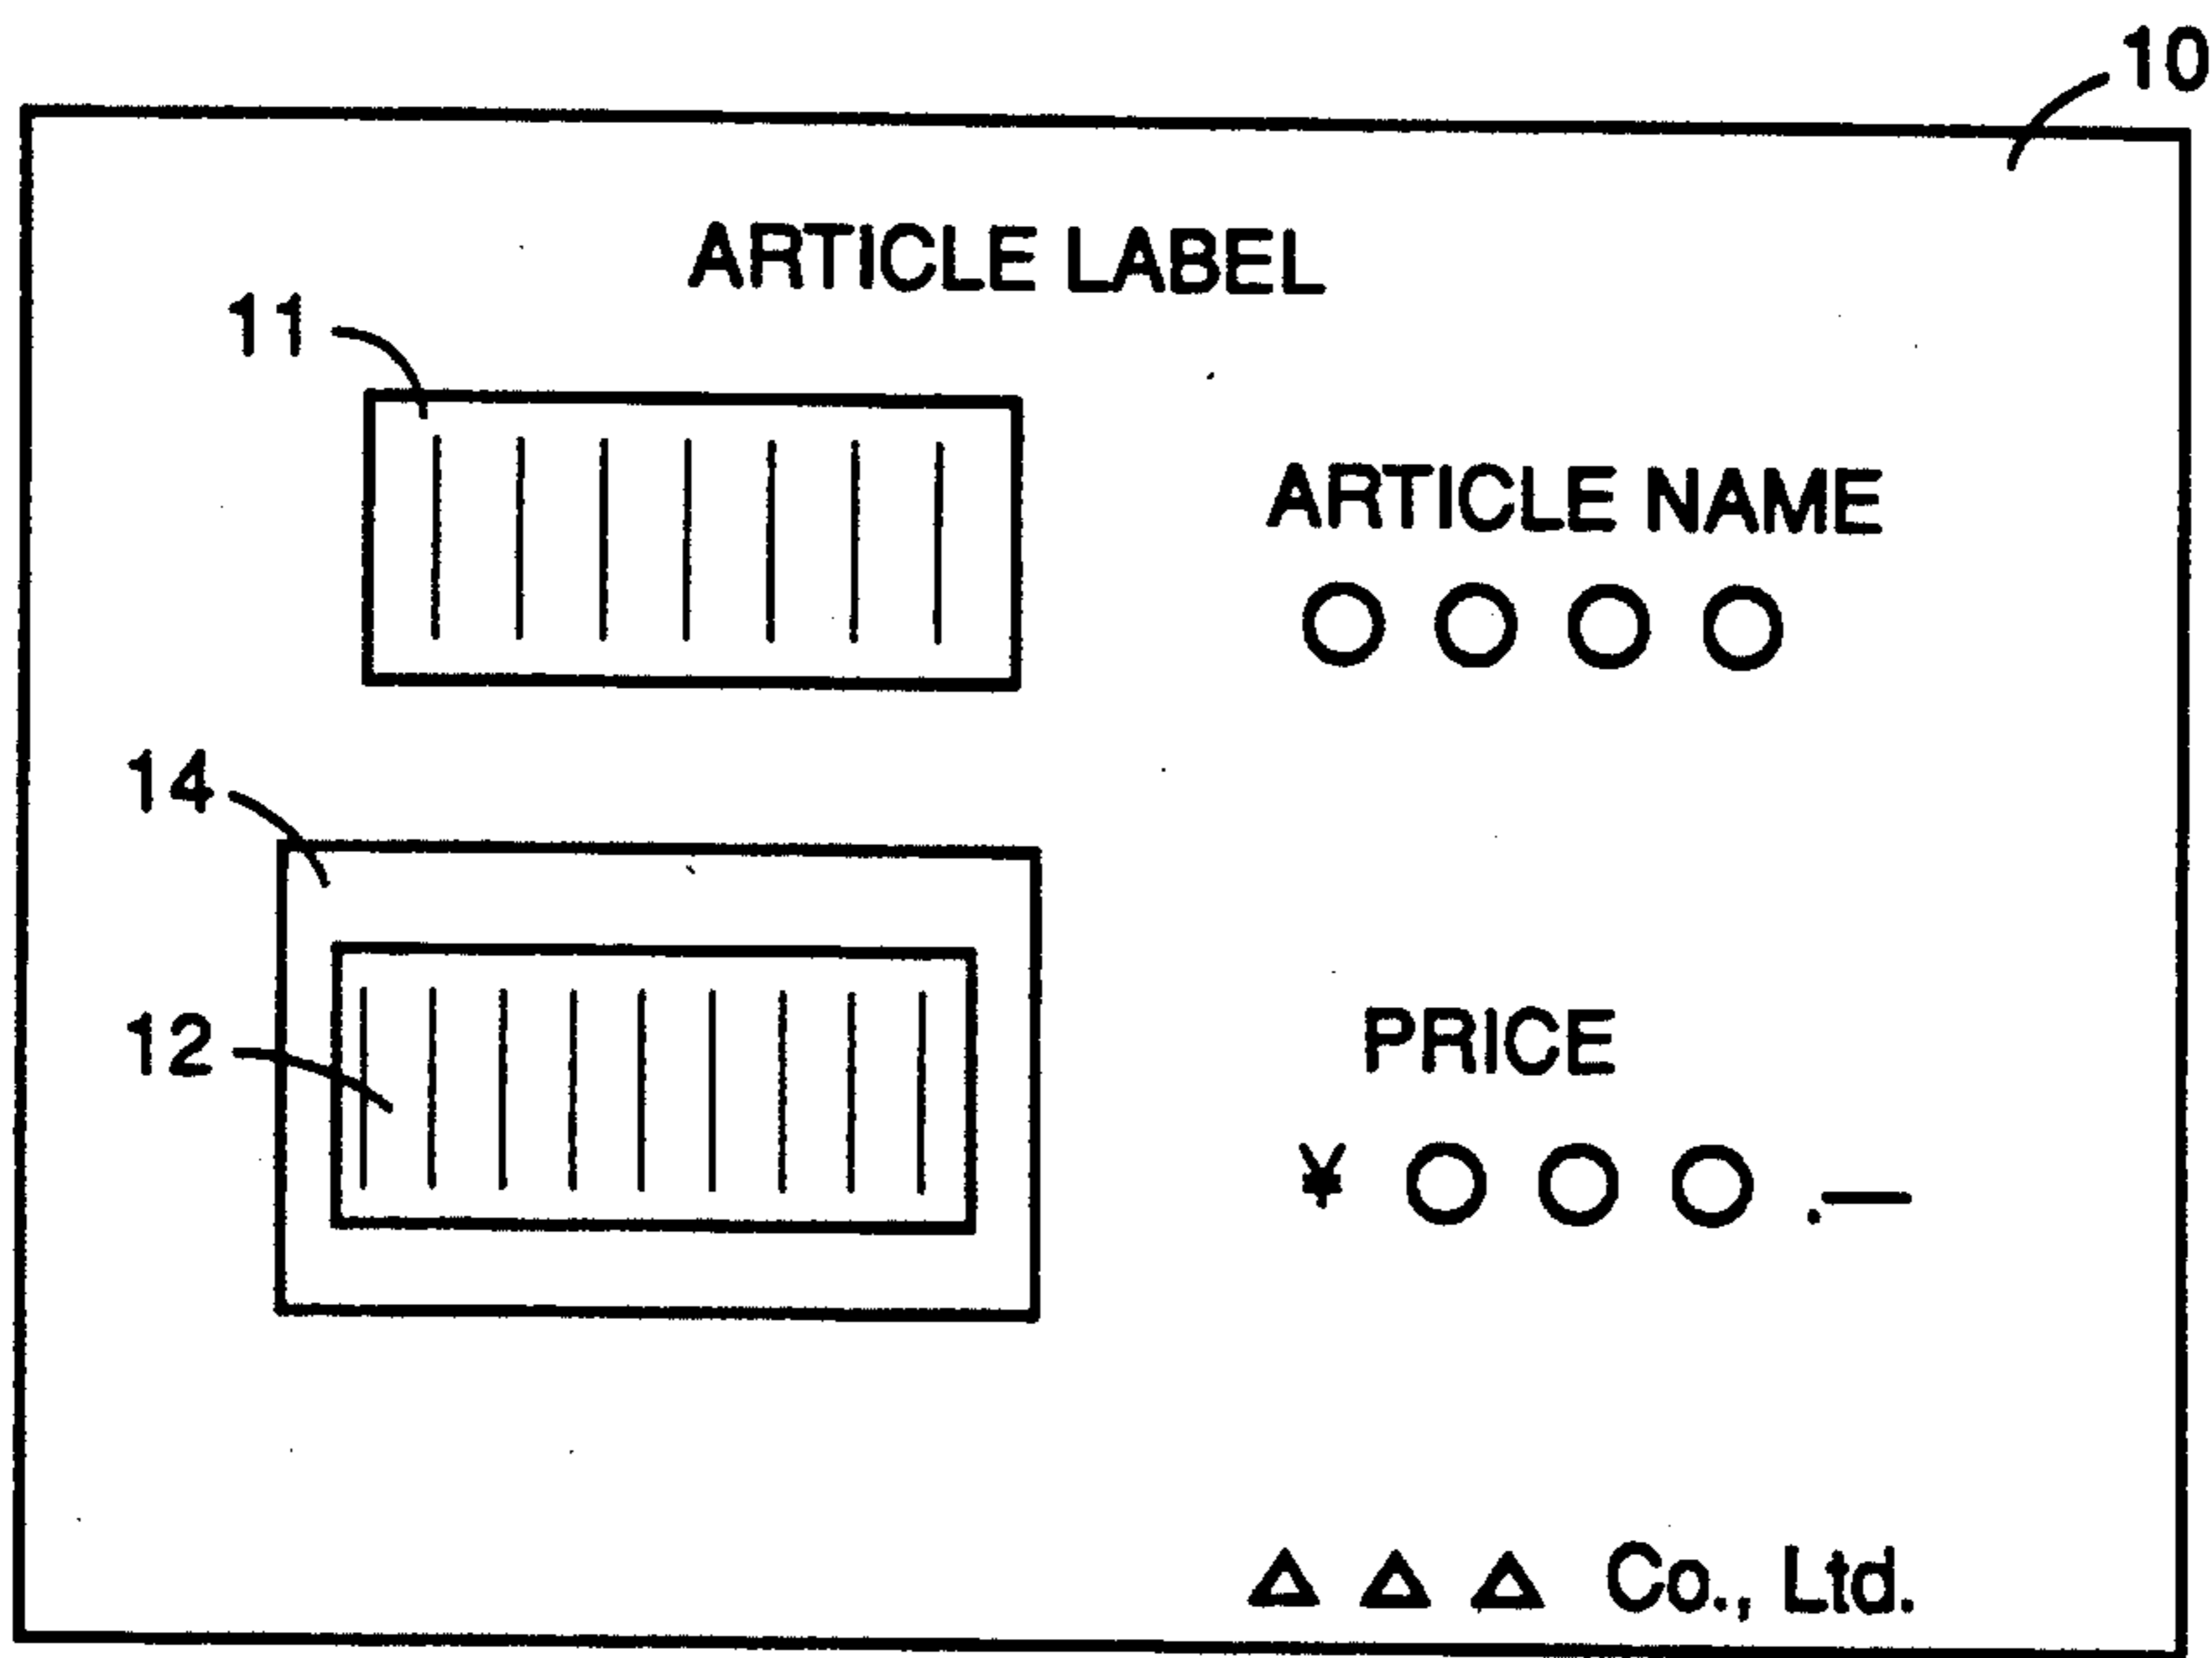 10
ARTICLE LABEL
11
ARTICLE NAME
○ ○ ○ ○
14
12
PRICE
¥ ○ ○ ○ .—
△ △ △ Co., Ltd.